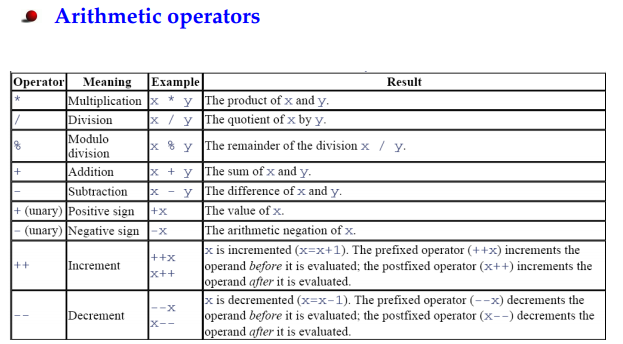 Arithmetic operators
Operator Meaning Example Result
* Multiplication x * y The product of x and y.
/ Division x / y The quotient of x by y.
% Modulo division x % y The remainder of the division x / y.
+ Addition x + y The sum of x and y.
- Subtraction x - y The difference of x and y.
+ (unary) Positive sign +x The value of x.
- (unary) Negative sign -x The arithmetic negation of x.
++ Increment ++x x++ x is incremented (x=x+1). The prefixed operator (++x) increments the
operand before it is evaluated; the postfixed operator (x++) increments the
operand after it is evaluated.
-- Decrement --x x-- x is decremented (x=x-1). The prefixed operator (--x) decrements the
operand before it is evaluated; the postfixed operator (x--) decrements the
operand after it is evaluated.